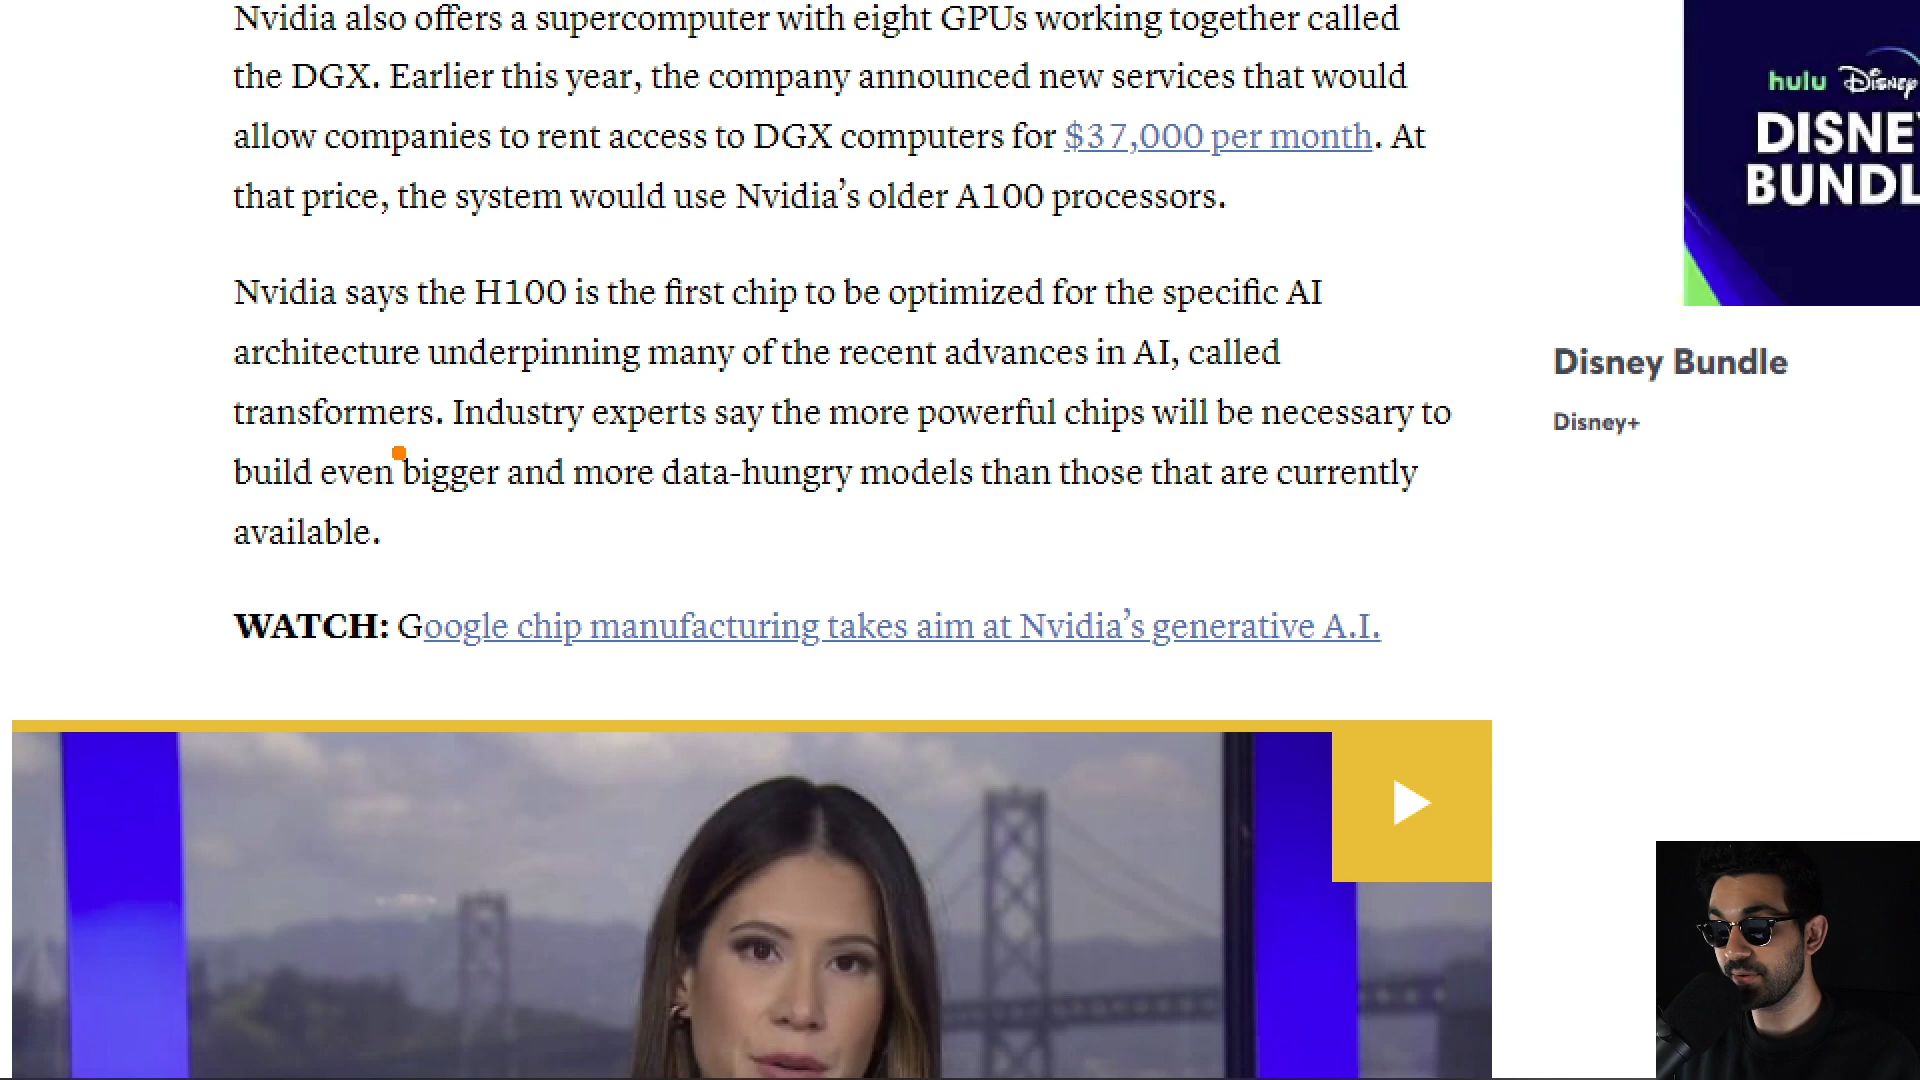 Nvidia also offers a supercomputer with eight GPUs working together called
the DGX. Earlier this year, the company announced new services that would
allow companies to rent access to DGX computers for $37,000 per month. At
that price, the system would use Nvidia’s older A100 processors.
Nvidia says the H100 is the first chip to be optimized for the specific AI
architecture underpinning many of the recent advances in AI, called
transformers. Industry experts say the more powerful chips will be necessary to
build even bigger and more data-hungry models than those that are currently
available.
WATCH: Google chip manufacturing takes aim at Nvidia’s generative A.I.
hulu Disney
DISNEY
BUNDL
Disney Bundle
Disney+